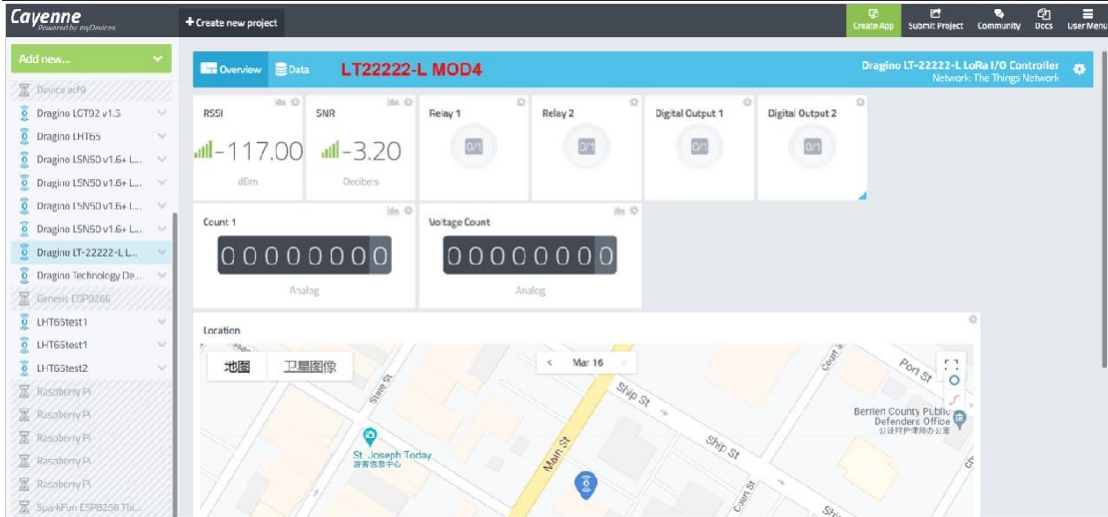 Cayenne
Powered by myDevices
+ Create new project
Create App
Submit Project
Community
Docs
User Menu
Add new...
Device acf9
Dragino LGT92 v1.5
Dragino LHT65
Dragino LSN50 v1.6+ L...
Dragino LSN50 v1.6+ L...
Dragino LSN50 v1.6+ L...
Dragino LSN50 v1.6+ L...
Dragino LT-22222-L L...
Dragino Technology De...
Generic ESP8266
LHT65test1
LHT65test1
LHT65test2
Raspberry Pi
Raspberry Pi
Raspberry Pi
Raspberry Pi
Raspberry Pi
SparkFun ESP8266 Thi...
Overview
Data
LT22222-L MOD4
Dragino LT-22222-L LoRa I/O Controller
Network: The Things Network
RSSI
-117.00
dBm
SNR
-3.20
Decibels
Relay 1
0/1
Relay 2
0/1
Digital Output 1
0/1
Digital Output 2
0/1
Count 1
00000000
Analog
Voltage Count
00000000
Analog
Location
地图
卫星图像
< Mar 16 >
State St
Ship St
Ship St
Main St
Court St
Port St
Court St
St. Joseph Today
游客信息中心
Berrien County Public
Defenders Office
公设辩护律师办公室